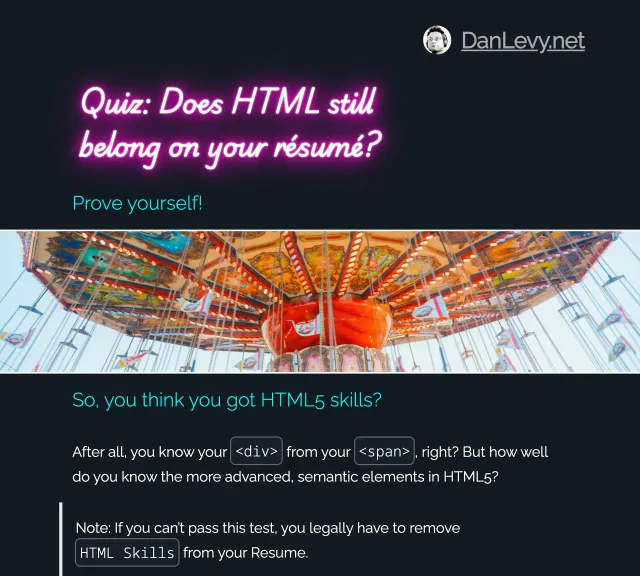 DanLevy.net
Quiz: Does HTML still
belong on your résumé?
Prove yourself!
So, you think you got HTML5 skills?
After all, you know your <div> from your <span>, right? But how well
do you know the more advanced, semantic elements in HTML5?
Note: If you can't pass this test, you legally have to remove
HTML Skills from your Resume.